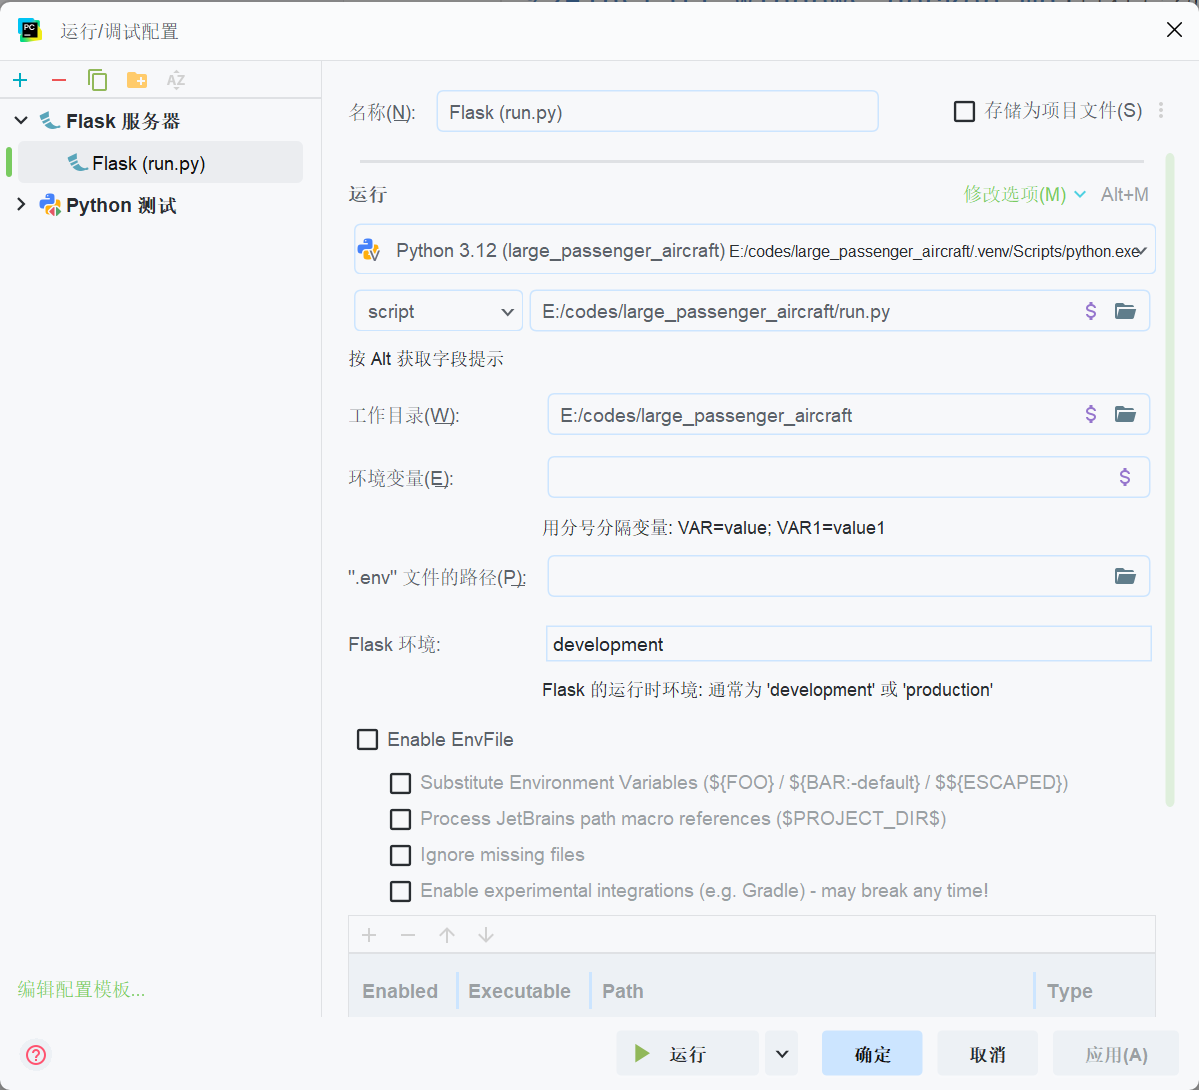 运行/调试配置
AZ
Flask 服务器
Flask (run.py)
Python 测试
编辑配置模板...
名称(N):
Flask (run.py)
存储为项目文件(S)
运行
修改选项(M)
Alt+M
Python 3.12 (large_passenger_aircraft) E:/codes/large_passenger_aircraft/.venv/Scripts/python.exe
script
E:/codes/large_passenger_aircraft/run.py
$
按 Alt 获取字段提示
工作目录(W):
E:/codes/large_passenger_aircraft
$
环境变量(E):
$
用分号分隔变量: VAR=value; VAR1=value1
".env" 文件的路径(P):
Flask 环境:
development
Flask 的运行时环境: 通常为 'development' 或 'production'
Enable EnvFile
Substitute Environment Variables (${FOO} / ${BAR:-default} / $${ESCAPED})
Process JetBrains path macro references ($PROJECT_DIR$)
Ignore missing files
Enable experimental integrations (e.g. Gradle) - may break any time!
Enabled
Executable
Path
Type
运行
确定
取消
应用(A)